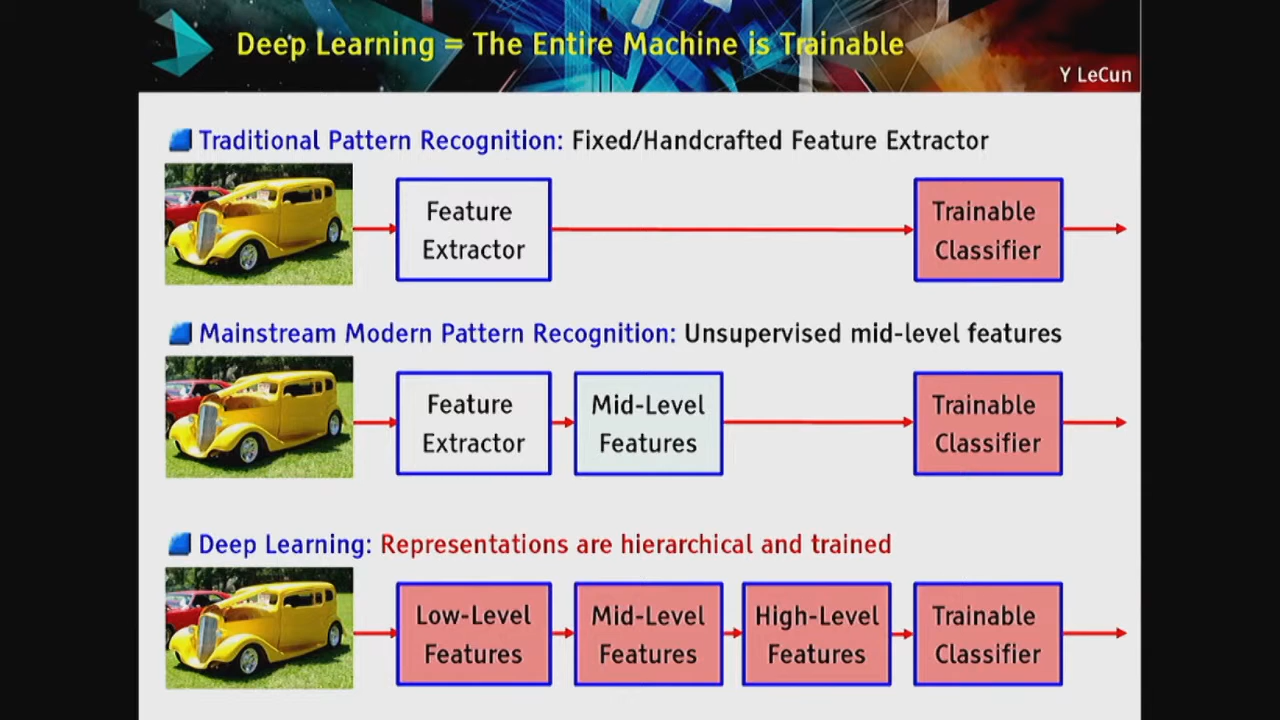 Deep Learning = The Entire Machine is Trainable
Y LeCun
Traditional Pattern Recognition: Fixed/Handcrafted Feature Extractor
Feature
Extractor
Trainable
Classifier
Mainstream Modern Pattern Recognition: Unsupervised mid-level features
Feature
Extractor
Mid-Level
Features
Trainable
Classifier
Deep Learning: Representations are hierarchical and trained
Low-Level
Features
Mid-Level
Features
High-Level
Features
Trainable
Classifier